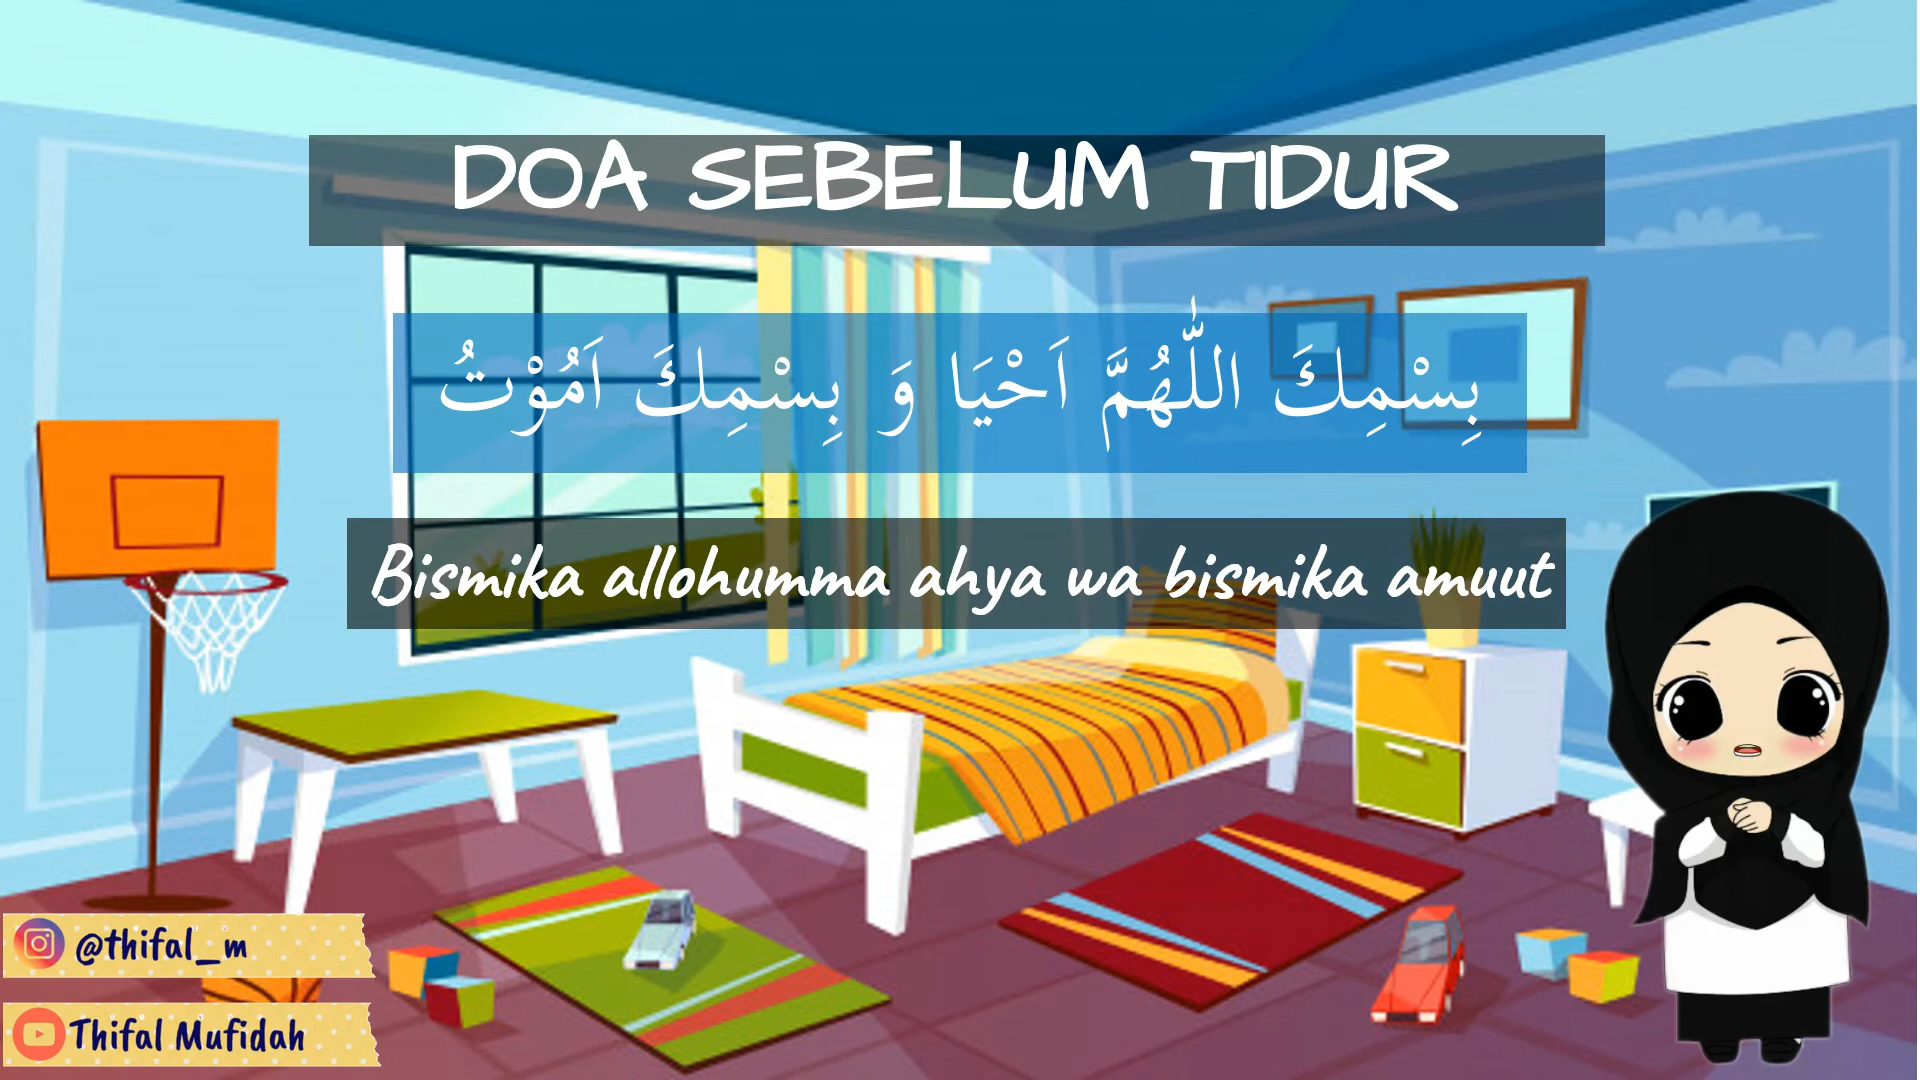 DOA SEBELUM TIDUR
بِسْمِكَ اللّٰهُمَّ اَحْيَا وَ بِسْمِكَ اَمُوْتُ
Bismika allohumma ahya wa bismika amuut
@thifal_m
Thifal Mufidah